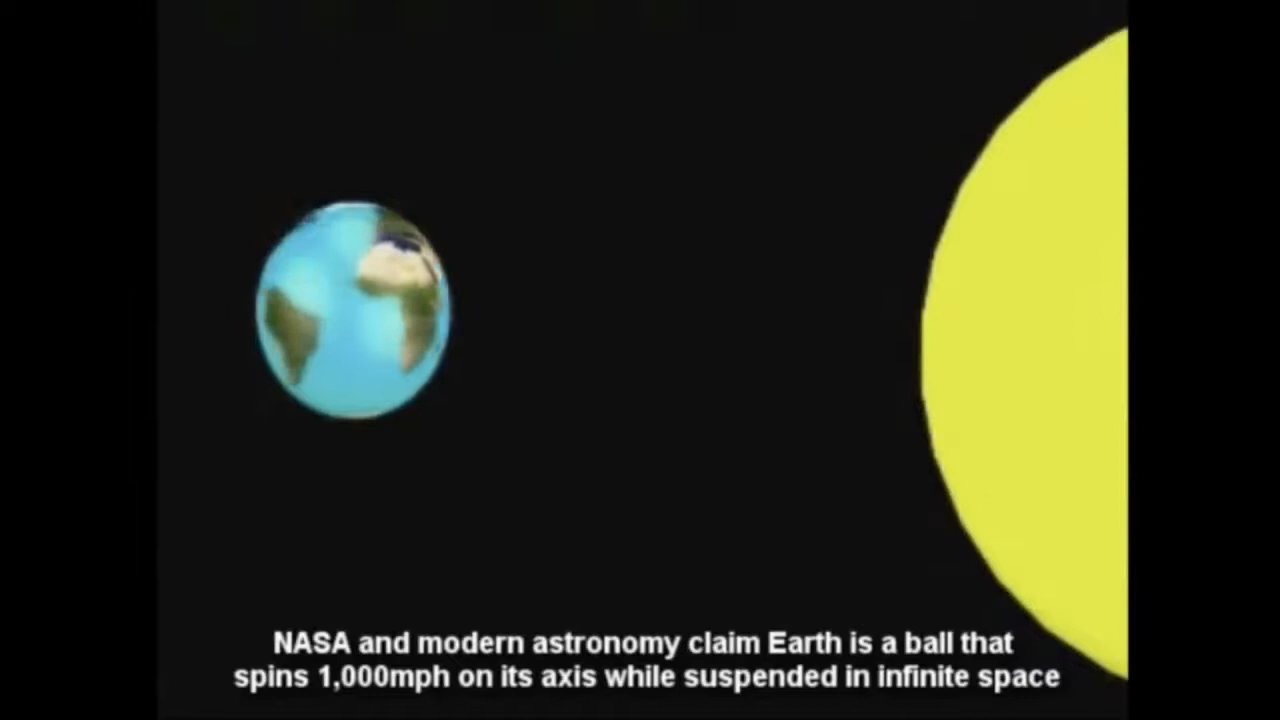 NASA and modern astronomy claim Earth is a ball that
spins 1,000mph on its axis while suspended in infinite space